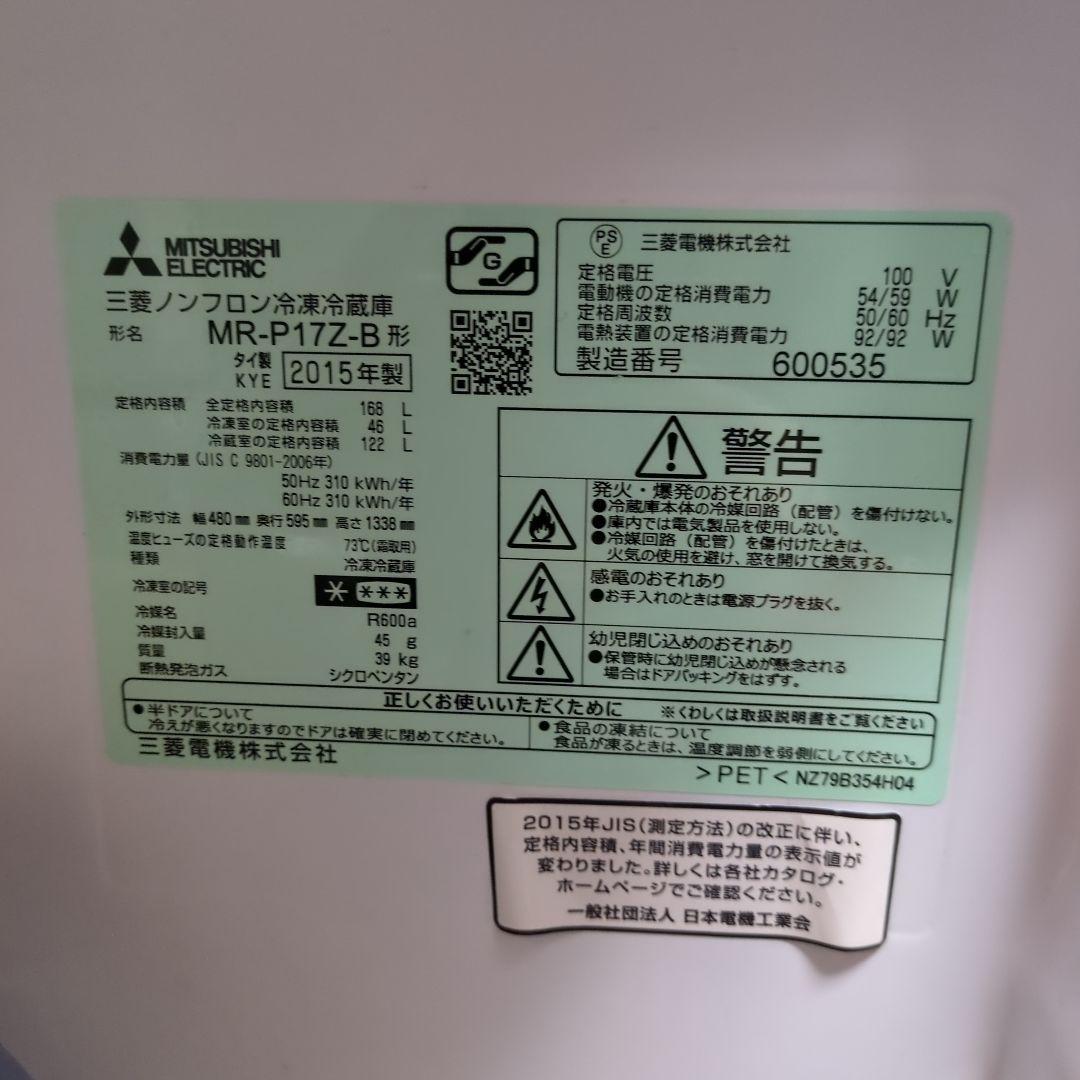 MITSUBISHI
ELECTRIC
三菱ノンフロン冷凍冷蔵庫
形名 MR-P17Z-B 形
タイ製
KYE 2015年製
定格内容積 全定格内容積 168 L
冷凍室の定格内容積 46 L
冷蔵室の定格内容積 122 L
消費電力量 (JIS C 9801-2006年)
50Hz 310 kWh/年
60Hz 310 kWh/年
外形寸法 幅480㎜ 奥行595㎜ 高さ1338㎜
温度ヒューズの定格動作温度 73℃(霜取用)
種類 冷凍冷蔵庫
冷凍室の記号
冷媒名 R600a
冷媒封入量 45 g
質量 39 kg
断熱発泡ガス シクロペンタン
G
PSE 三菱電機株式会社
定格電圧 100 V
電動機の定格消費電力 54/59 W
定格周波数 50/60 Hz
電熱装置の定格消費電力 92/92 W
製造番号 600535
警告
発火・爆発のおそれあり
●冷蔵庫本体の冷媒回路(配管)を傷付けない。
●庫内では電気製品を使用しない。
●冷媒回路(配管)を傷付けたときは、
火気の使用を避け、窓を開けて換気する。
感電のおそれあり
●お手入れのときは電源プラグを抜く。
幼児閉じ込めのおそれあり
●保管時に幼児閉じ込めが懸念される
場合はドアパッキングをはずす。
正しくお使いいただくために ※くわしくは取扱説明書をご覧ください
●半ドアについて
冷えが悪くなりますのでドアは確実に閉めてください。
●食品の凍結について
食品が凍るときは、温度調節を弱側にしてください。
三菱電機株式会社
>PET< NZ79B354H04
2015年JIS(測定方法)の改正に伴い、
定格内容積、年間消費電力量の表示値が
変わりました。詳しくは各社カタログ・
ホームページでご確認ください。
一般社団法人 日本電機工業会